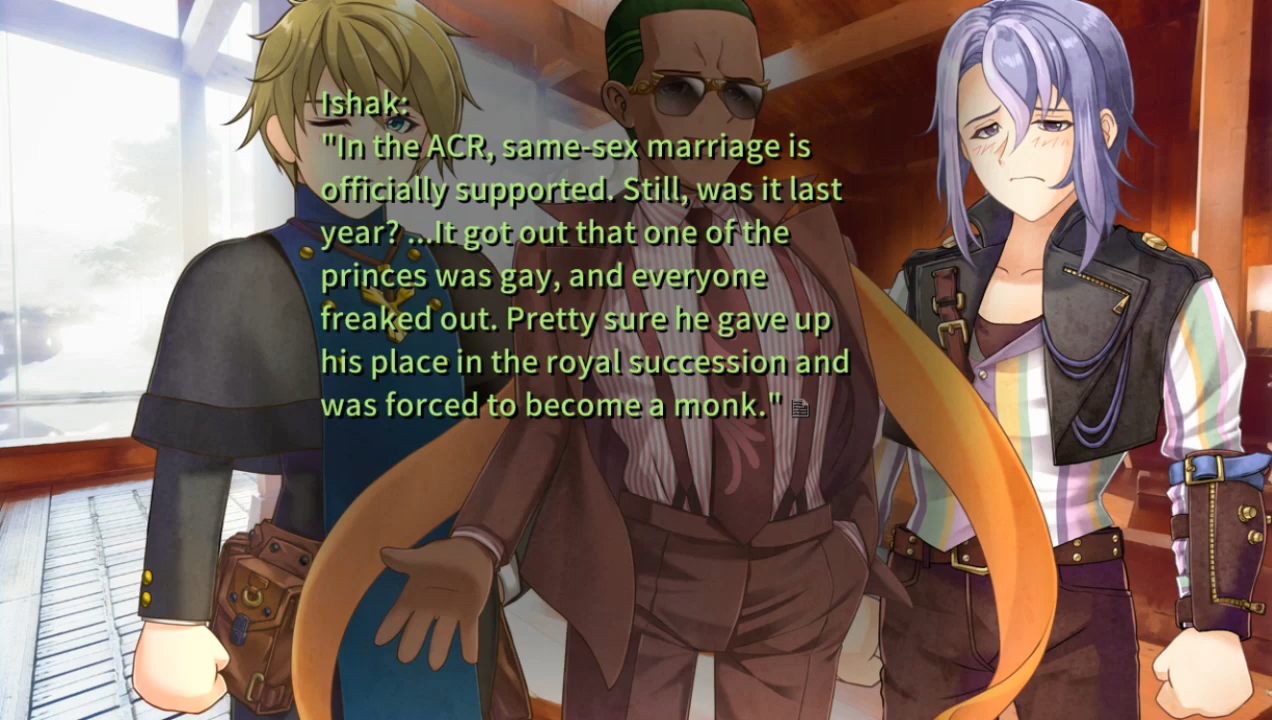 Ishak:
"In the ACR, same-sex marriage is
officially supported. Still, was it last
year? ...It got out that one of the
princes was gay, and everyone
freaked out. Pretty sure he gave up
his place in the royal succession and
was forced to become a monk."